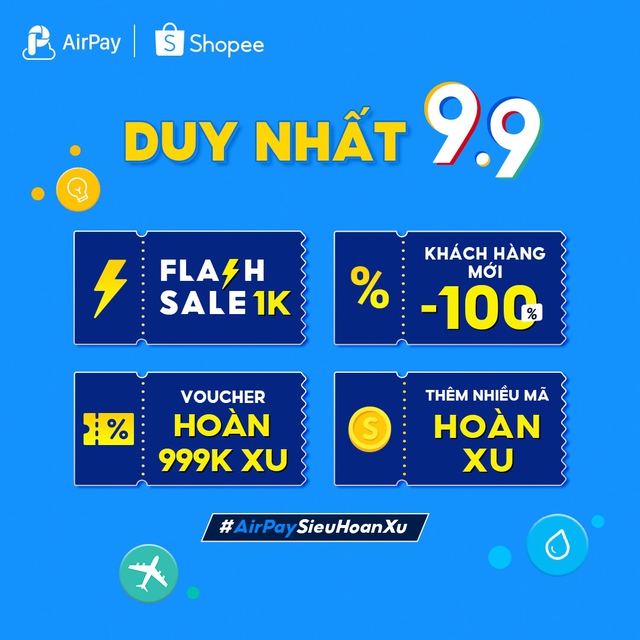 AirPay
Shopee
DUY NHẤT 9.9
FLASH
SALE 1K
%
KHÁCH HÀNG
MỚI
-100%
%
VOUCHER
HOÀN
999K XU
S
THÊM NHIỀU MÃ
HOÀN
XU
#AirPaySieuHoanXu